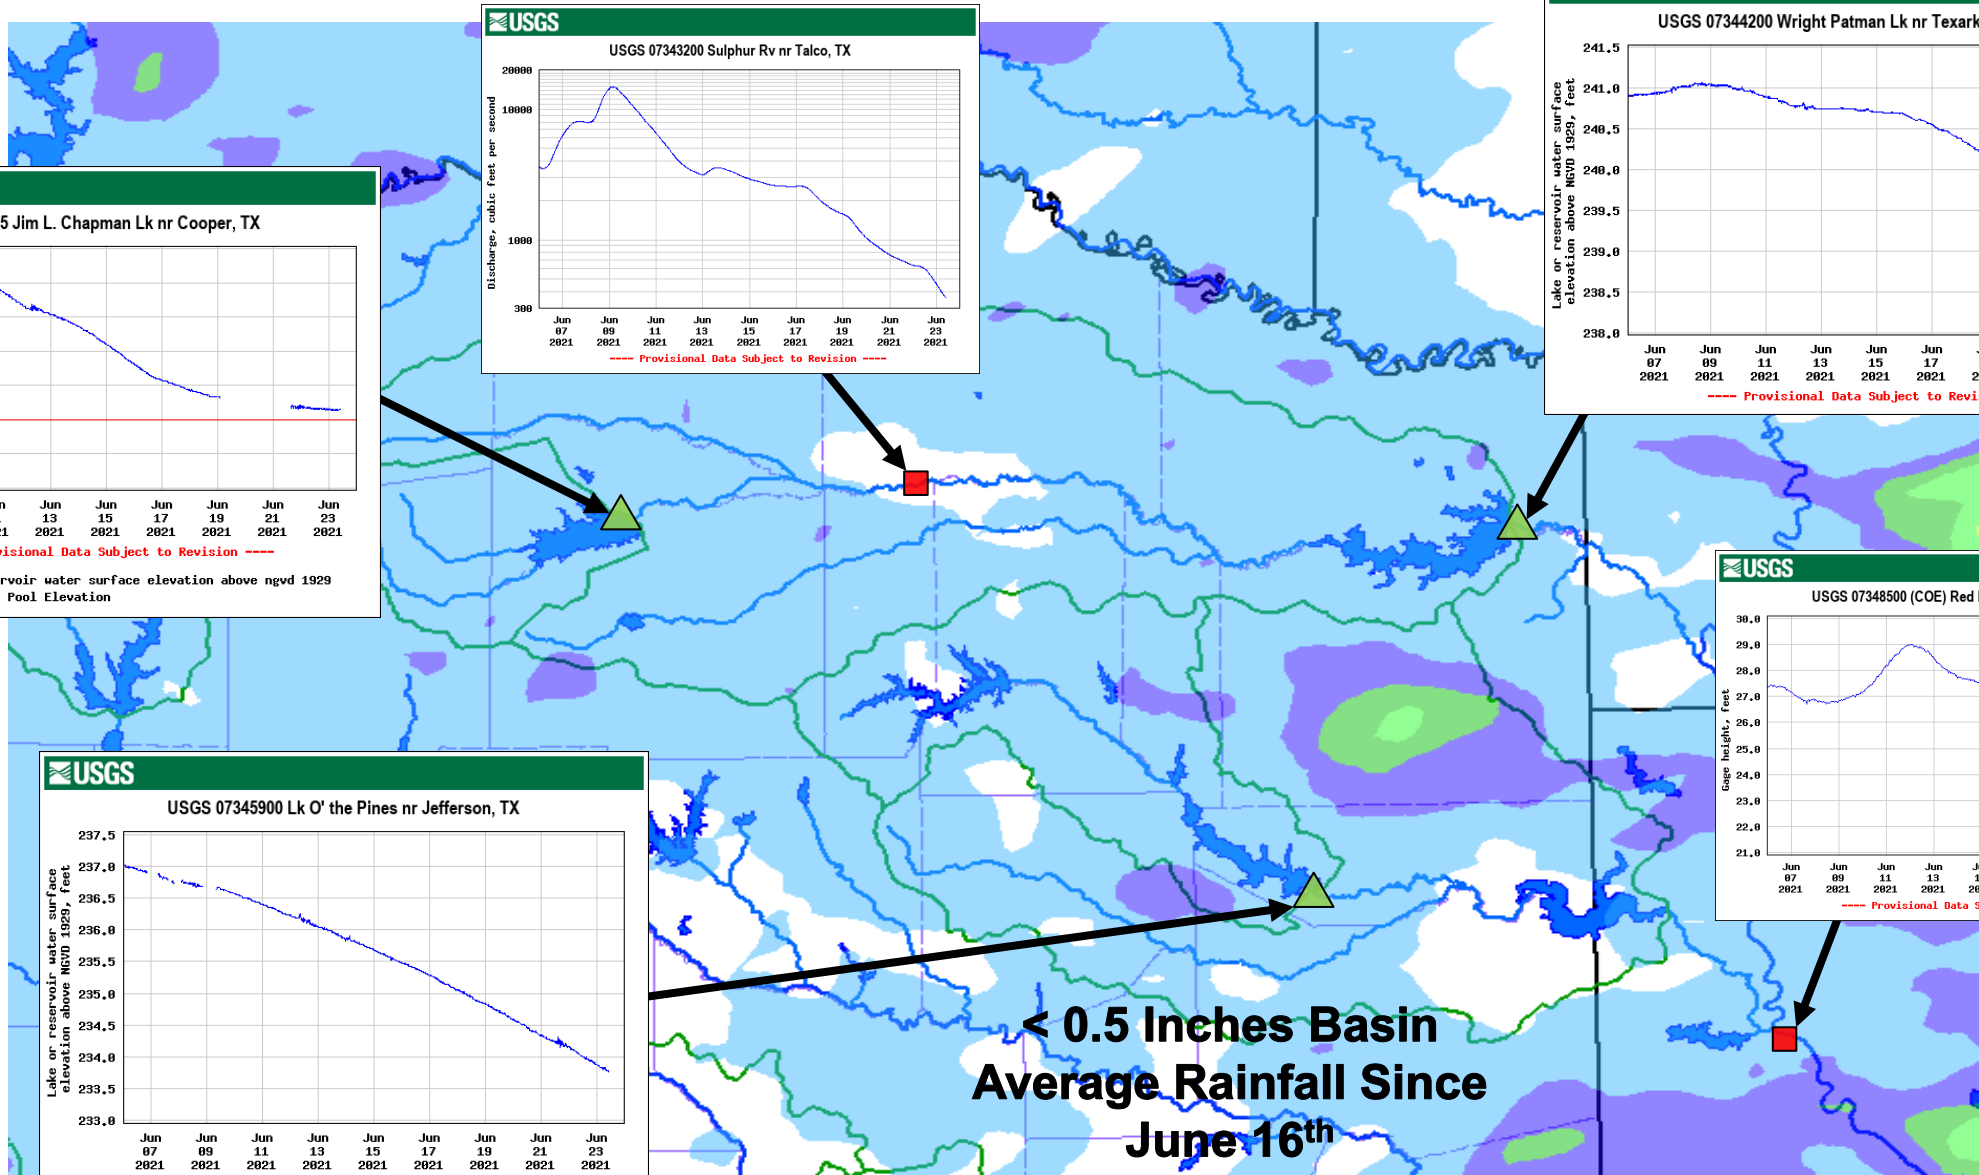 USGS
USGS 07343200 Sulphur Rv nr Talco, TX
Discharge, cubic feet per second
20000
10000
1000
300
Jun 07 2021
Jun 09 2021
Jun 11 2021
Jun 13 2021
Jun 15 2021
Jun 17 2021
Jun 19 2021
Jun 21 2021
Jun 23 2021
---- Provisional Data Subject to Revision ----
USGS 07344200 Wright Patman Lk nr Texark
Lake or reservoir water surface
elevation above NGVD 1929, feet
241.5
241.0
240.5
240.0
239.5
239.0
238.5
238.0
Jun 07 2021
Jun 09 2021
Jun 11 2021
Jun 13 2021
Jun 15 2021
Jun 17 2021
---- Provisional Data Subject to Revis
5 Jim L. Chapman Lk nr Cooper, TX
Jun 13 2021
Jun 15 2021
Jun 17 2021
Jun 19 2021
Jun 21 2021
Jun 23 2021
visional Data Subject to Revision ----
rvoir water surface elevation above ngvd 1929
Pool Elevation
USGS
USGS 07348500 (COE) Red
Gage height, feet
30.0
29.0
28.0
27.0
26.0
25.0
24.0
23.0
22.0
21.0
Jun 07 2021
Jun 09 2021
Jun 11 2021
Jun 13 2021
---- Provisional Data S
USGS
USGS 07345900 Lk O' the Pines nr Jefferson, TX
Lake or reservoir water surface
elevation above NGVD 1929, feet
237.5
237.0
236.5
236.0
235.5
235.0
234.5
234.0
233.5
233.0
Jun 07 2021
Jun 09 2021
Jun 11 2021
Jun 13 2021
Jun 15 2021
Jun 17 2021
Jun 19 2021
Jun 21 2021
Jun 23 2021
< 0.5 Inches Basin
Average Rainfall Since
June 16th